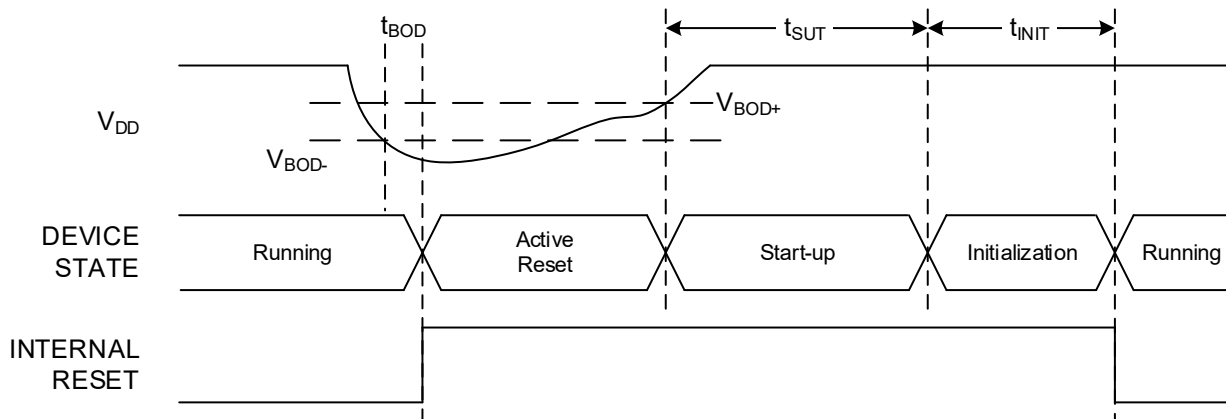 tBOD
tSUT
tINIT
VDD
VBOD+
VBOD-
DEVICE
STATE
Running
Active
Reset
Start-up
Initialization
Running
INTERNAL
RESET